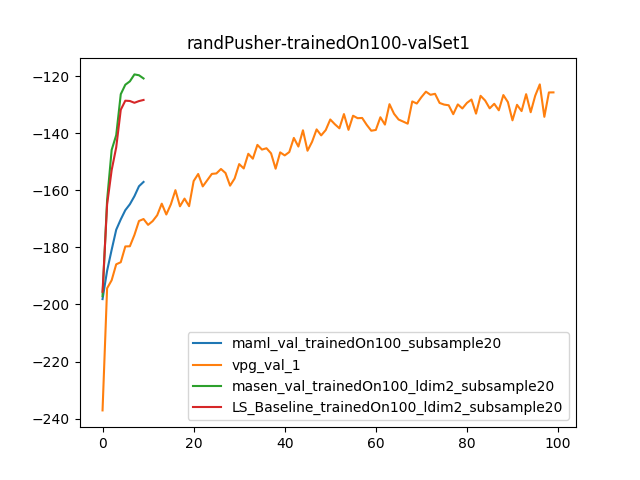 randPusher-trainedOn100-valSet1
−120
−140
−160
−180
−200
−220
−240
maml_val_trainedOn100_subsample20
vpg_val_1
masen_val_trainedOn100_ldim2_subsample20
LS_Baseline_trainedOn100_ldim2_subsample20
0 20 40 60 80 100